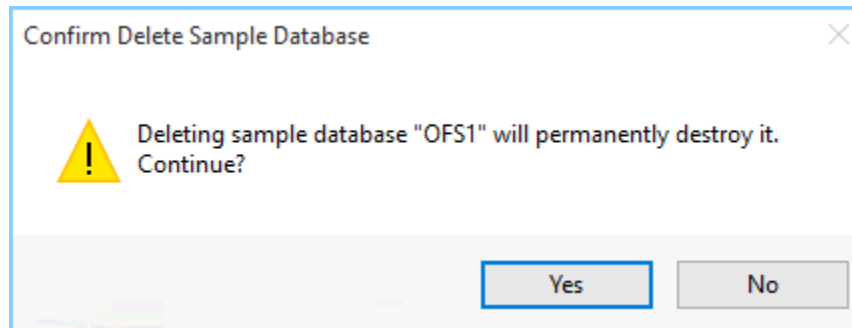 Confirm Delete Sample Database
Deleting sample database "OFS1" will permanently destroy it.
Continue?
Yes
No